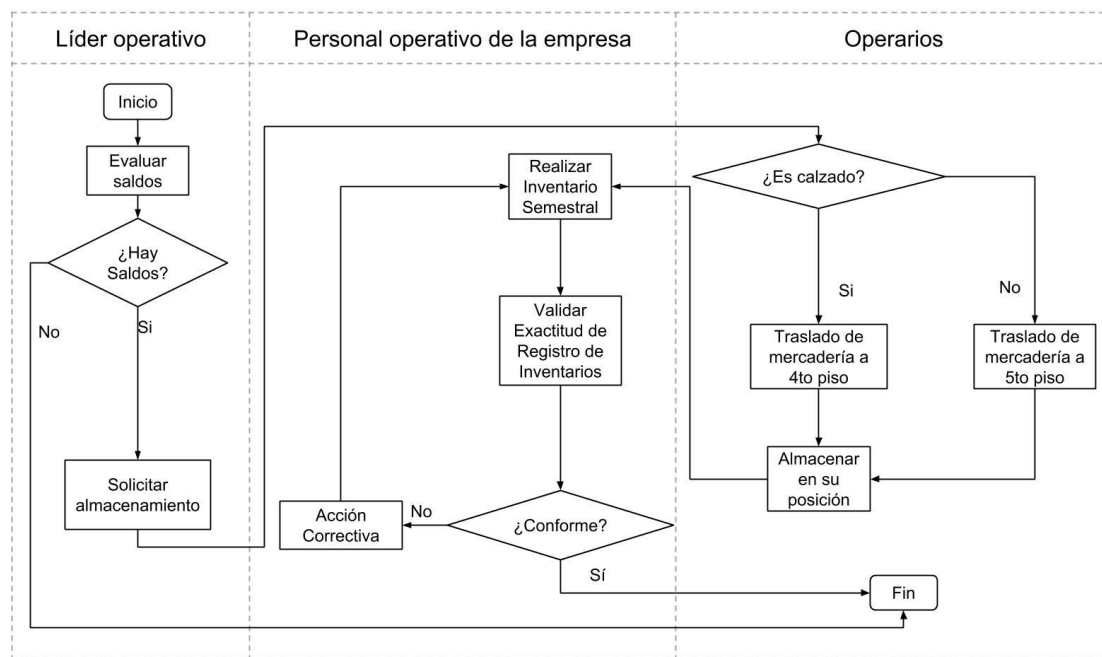 Líder operativo
Personal operativo de la empresa
Operarios
Inicio
Evaluar
saldos
¿Hay
Saldos?
No
Si
Solicitar
almacenamiento
Realizar
Inventario
Semestral
Validar
Exactitud de
Registro de
Inventarios
¿Conforme?
No
Acción
Correctiva
Sí
¿Es calzado?
Si
No
Traslado de
mercadería a
4to piso
Traslado de
mercadería a
5to piso
Almacenar
en su
posición
Fin